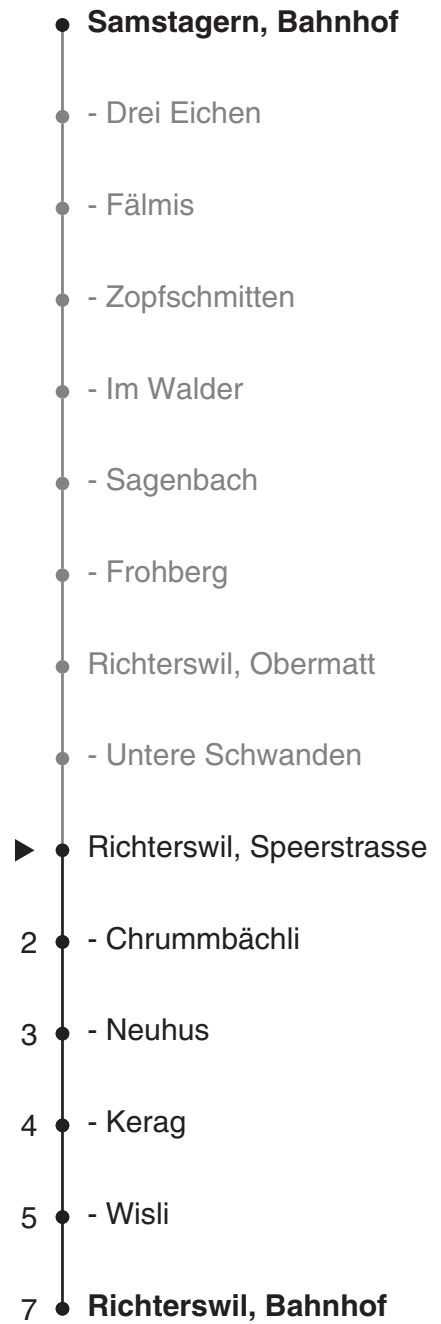 Samstagern, Bahnhof
- Drei Eichen
- Fälmis
- Zopfschmitten
- Im Walder
- Sagenbach
- Frohberg
Richterswil, Obermatt
- Untere Schwanden
Richterswil, Speerstrasse
2 - Chrummbächli
3 - Neuhus
4 - Kerag
5 - Wisli
7 Richterswil, Bahnhof